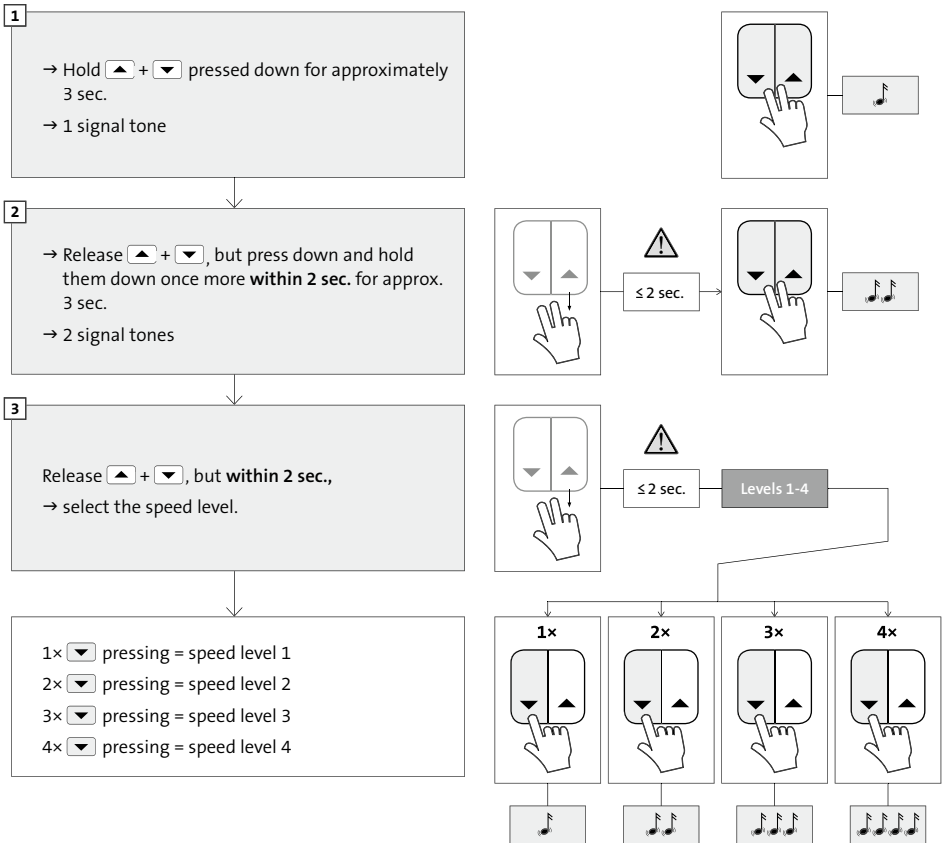 1
→ Hold ▲ + ▼ pressed down for approximately
3 sec.
→ 1 signal tone
2
→ Release ▲ + ▼, but press down and hold
them down once more within 2 sec. for approx.
3 sec.
→ 2 signal tones
≤ 2 sec.
3
Release ▲ + ▼, but within 2 sec.,
→ select the speed level.
≤ 2 sec.
Levels 1-4
1× ▼ pressing = speed level 1
2× ▼ pressing = speed level 2
3× ▼ pressing = speed level 3
4× ▼ pressing = speed level 4
1×
2×
3×
4×